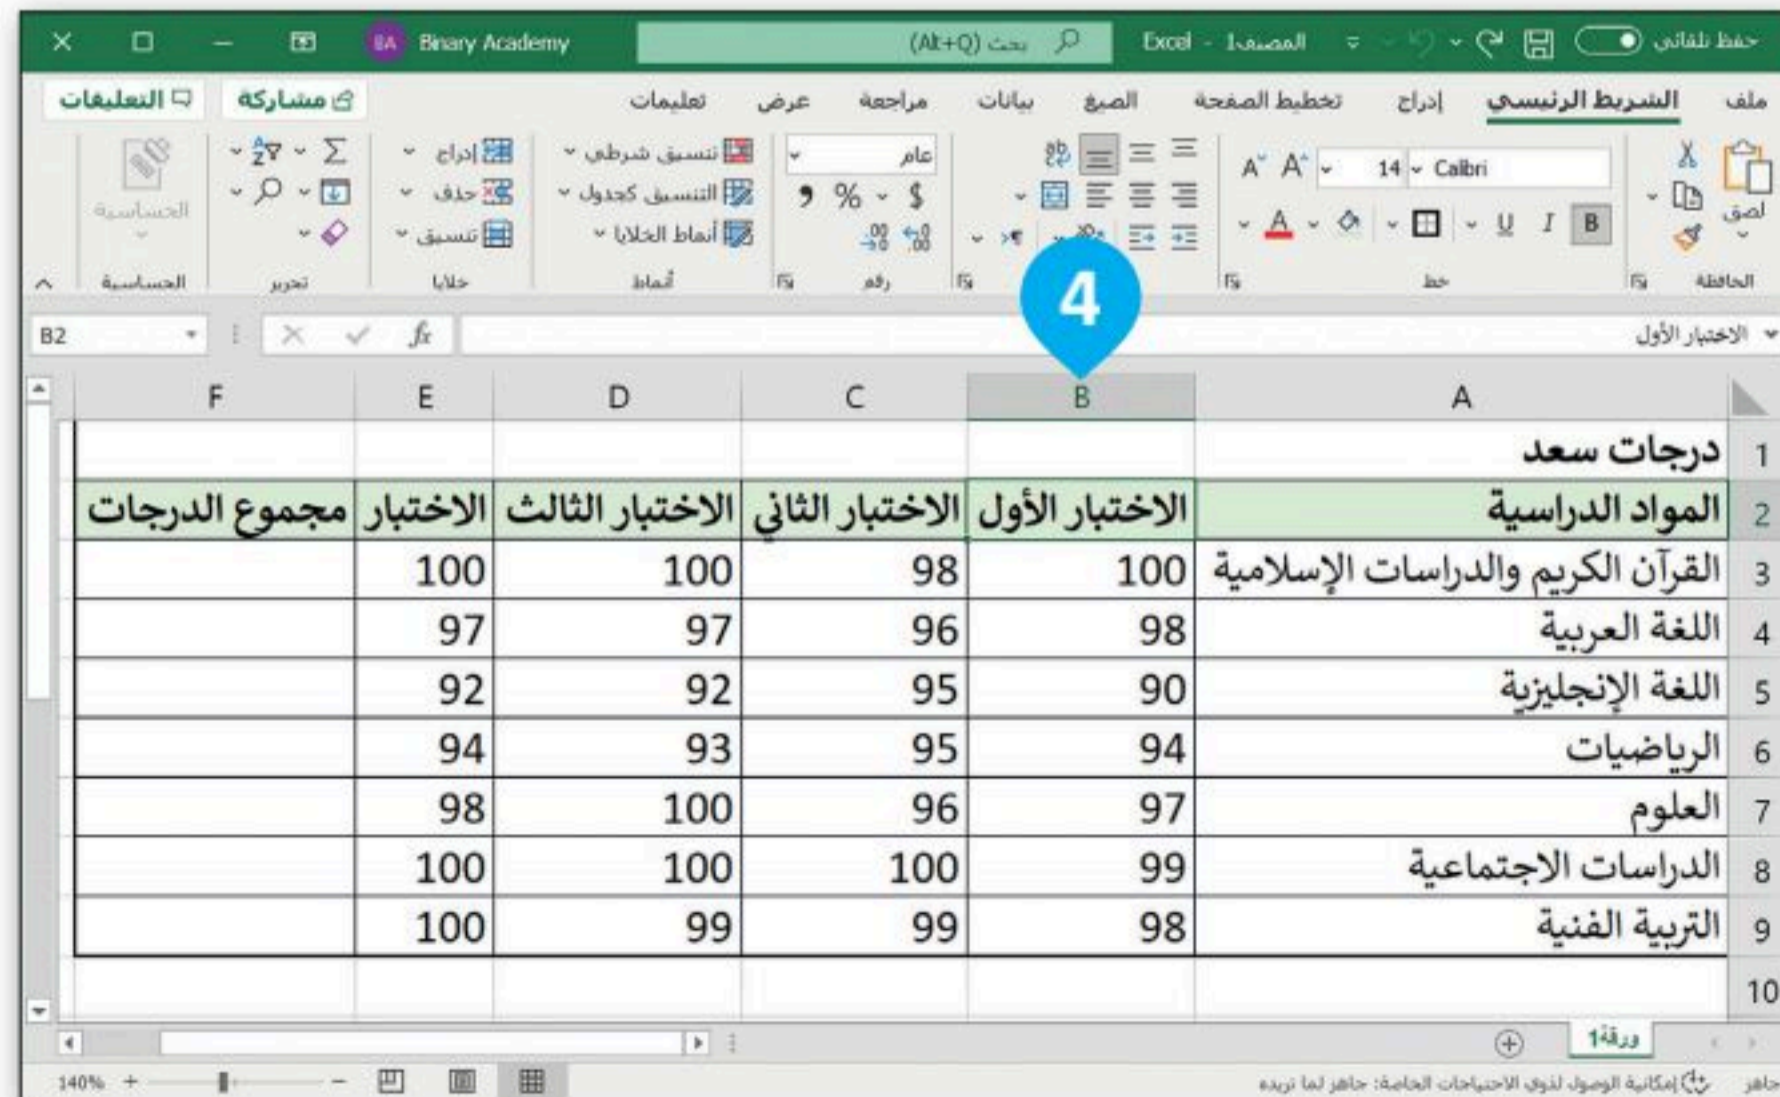 حفظ تلقائي المصنف1 - Excel بحث (Alt+Q) Binary Academy BA
ملف الشريط الرئيسي إدراج تخطيط الصفحة الصيغ بيانات مراجعة عرض تعليمات مشاركة التعليقات
لصق Calibri 14 عام تنسيق شرطي إدراج
B I U $ % التنسيق كجدول حذف الحساسية
أنماط الخلايا تنسيق
الحافظة خط رقم أنماط خلايا تحرير الحساسية
4
B2 fx الاختبار الأول
A B C D E F
1 درجات سعد
2 المواد الدراسية الاختبار الأول الاختبار الثاني الاختبار الثالث الاختبار مجموع الدرجات
3 القرآن الكريم والدراسات الإسلامية 100 98 100 100
4 اللغة العربية 98 96 97 97
5 اللغة الإنجليزية 90 95 92 92
6 الرياضيات 94 95 93 94
7 العلوم 97 96 100 98
8 الدراسات الاجتماعية 99 100 100 100
9 التربية الفنية 98 99 99 100
10
ورقة1
جاهز إمكانية الوصول لذوي الاحتياجات الخاصة: جاهز لما تريده 140%